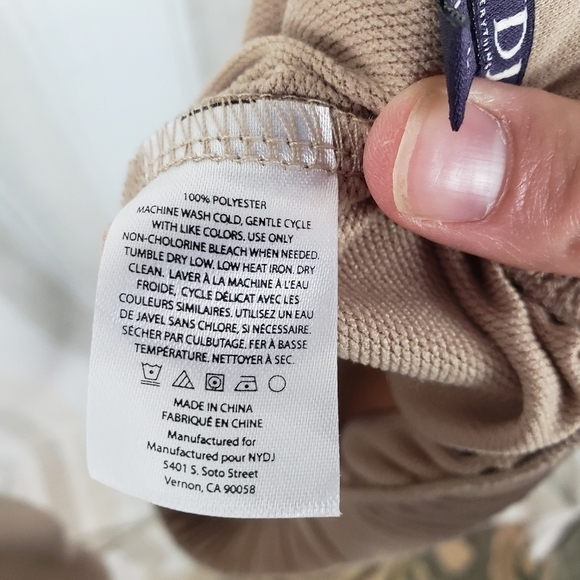 DJ
100% POLYESTER
MACHINE WASH COLD, GENTLE CYCLE
WITH LIKE COLORS. USE ONLY
NON-CHOLORINE BLEACH WHEN NEEDED.
TUMBLE DRY LOW, LOW HEAT IRON. DRY
CLEAN. LAVER À LA MACHINE À L'EAU
FROIDE, CYCLE DÉLICAT AVEC LES
COULEURS SIMILAIRES. UTILISEZ UN EAU
DE JAVEL SANS CHLORE, SI NÉCESSAIRE.
SÉCHER PAR CULBUTAGE. FER À BASSE
TEMPÉRATURE. NETTOYER À SEC.
MADE IN CHINA
FABRIQUÉ EN CHINE
Manufactured for
Manufacturé pour NYDJ
5401 S. Soto Street
Vernon, CA 90058